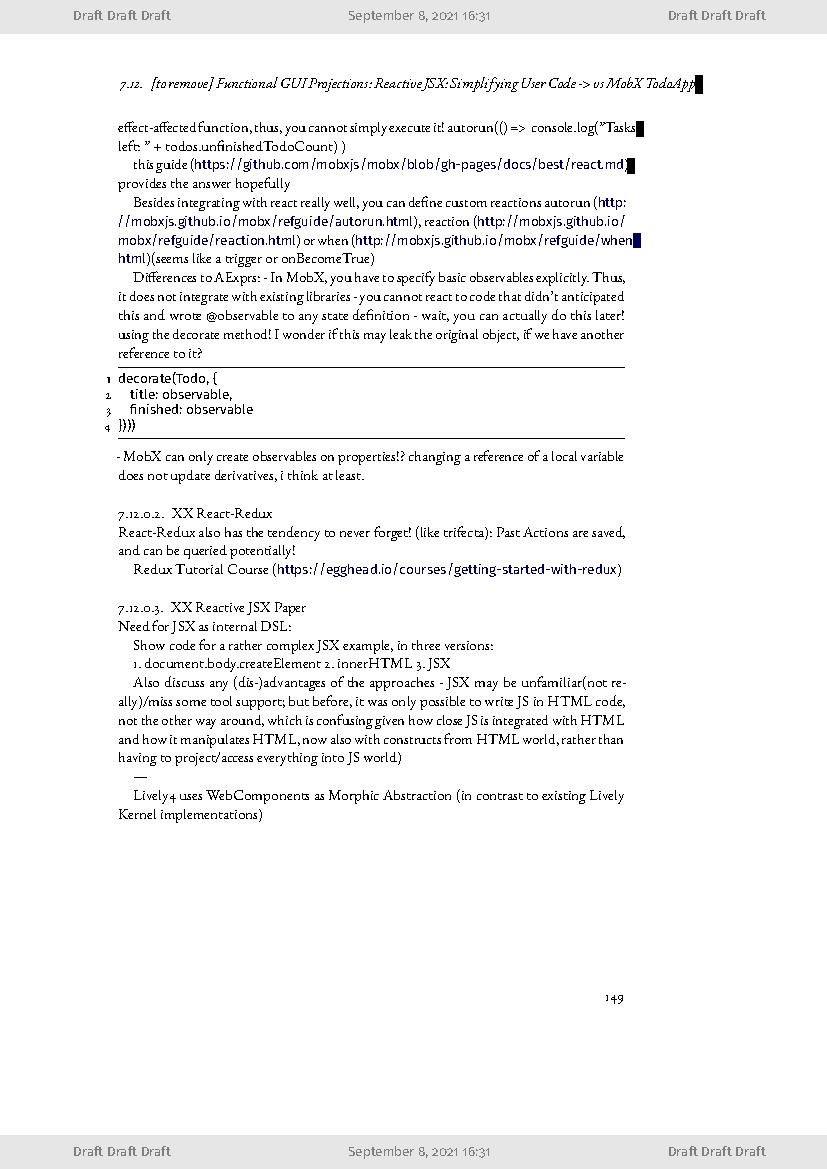 Draft Draft Draft September 8, 2021 16:31 Draft Draft Draft
7.12. [to remove] Functional GUI Projections: Reactive JSX: Simplifying User Code -> vs MobX TodoApp
effect-affected function, thus, you cannot simply execute it! autorun(() => console.log("Tasks
left: ” + todos.unfinishedTodoCount) )
this guide (https://github.com/mobxjs/mobx/blob/gh-pages/docs/best/react.md)
provides the answer hopefully
Besides integrating with react really well, you can define custom reactions autorun (http:
//mobxjs.github.io/mobx/refguide/autorun.html), reaction (http://mobxjs.github.io/
mobx/refguide/reaction.html) or when (http://mobxjs.github.io/mobx/refguide/when
html)(seems like a trigger or onBecomeTrue)
Differences to AExprs: - In MobX, you have to specify basic observables explicitly. Thus,
it does not integrate with existing libraries - you cannot react to code that didn't anticipated
this and wrote @observable to any state definition - wait, you can actually do this later!
using the decorate method! I wonder if this may leak the original object, if we have another
reference to it?
1 decorate(Todo, {
2 title: observable,
3 finished: observable
4 }))))
- MobX can only create observables on properties!? changing a reference of a local variable
does not update derivatives, i think at least.
7.12.0.2. XX React-Redux
React-Redux also has the tendency to never forget! (like trifecta): Past Actions are saved,
and can be queried potentially!
Redux Tutorial Course (https://egghead.io/courses/getting-started-with-redux)
7.12.0.3. XX Reactive JSX Paper
Need for JSX as internal DSL:
Show code for a rather complex JSX example, in three versions:
1. document.body.createElement 2. innerHTML 3. JSX
Also discuss any (dis-)advantages of the approaches - JSX may be unfamiliar(not re-
ally)/miss some tool support; but before, it was only possible to write JS in HTML code,
not the other way around, which is confusing given how close JS is integrated with HTML
and how it manipulates HTML, now also with constructs from HTML world, rather than
having to project/access everything into JS world)
—
Lively4 uses WebComponents as Morphic Abstraction (in contrast to existing Lively
Kernel implementations)
149
Draft Draft Draft September 8, 2021 16:31 Draft Draft Draft